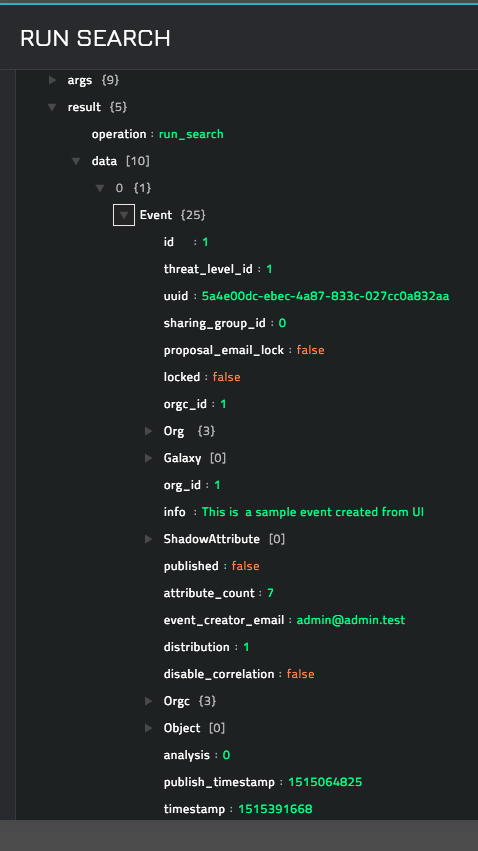 RUN SEARCH
args {9}
result {5}
operation : run_search
data [10]
0 {1}
Event {25}
id : 1
threat_level_id : 1
uuid : 5a4e00dc-ebec-4a87-833c-027cc0a832aa
sharing_group_id : 0
proposal_email_lock : false
locked : false
orgc_id : 1
Org {3}
Galaxy [0]
org_id : 1
info : This is a sample event created from UI
ShadowAttribute [0]
published : false
attribute_count : 7
event_creator_email : admin@admin.test
distribution : 1
disable_correlation : false
Orgc {3}
Object [0]
analysis : 0
publish_timestamp : 1515064825
timestamp : 1515391668